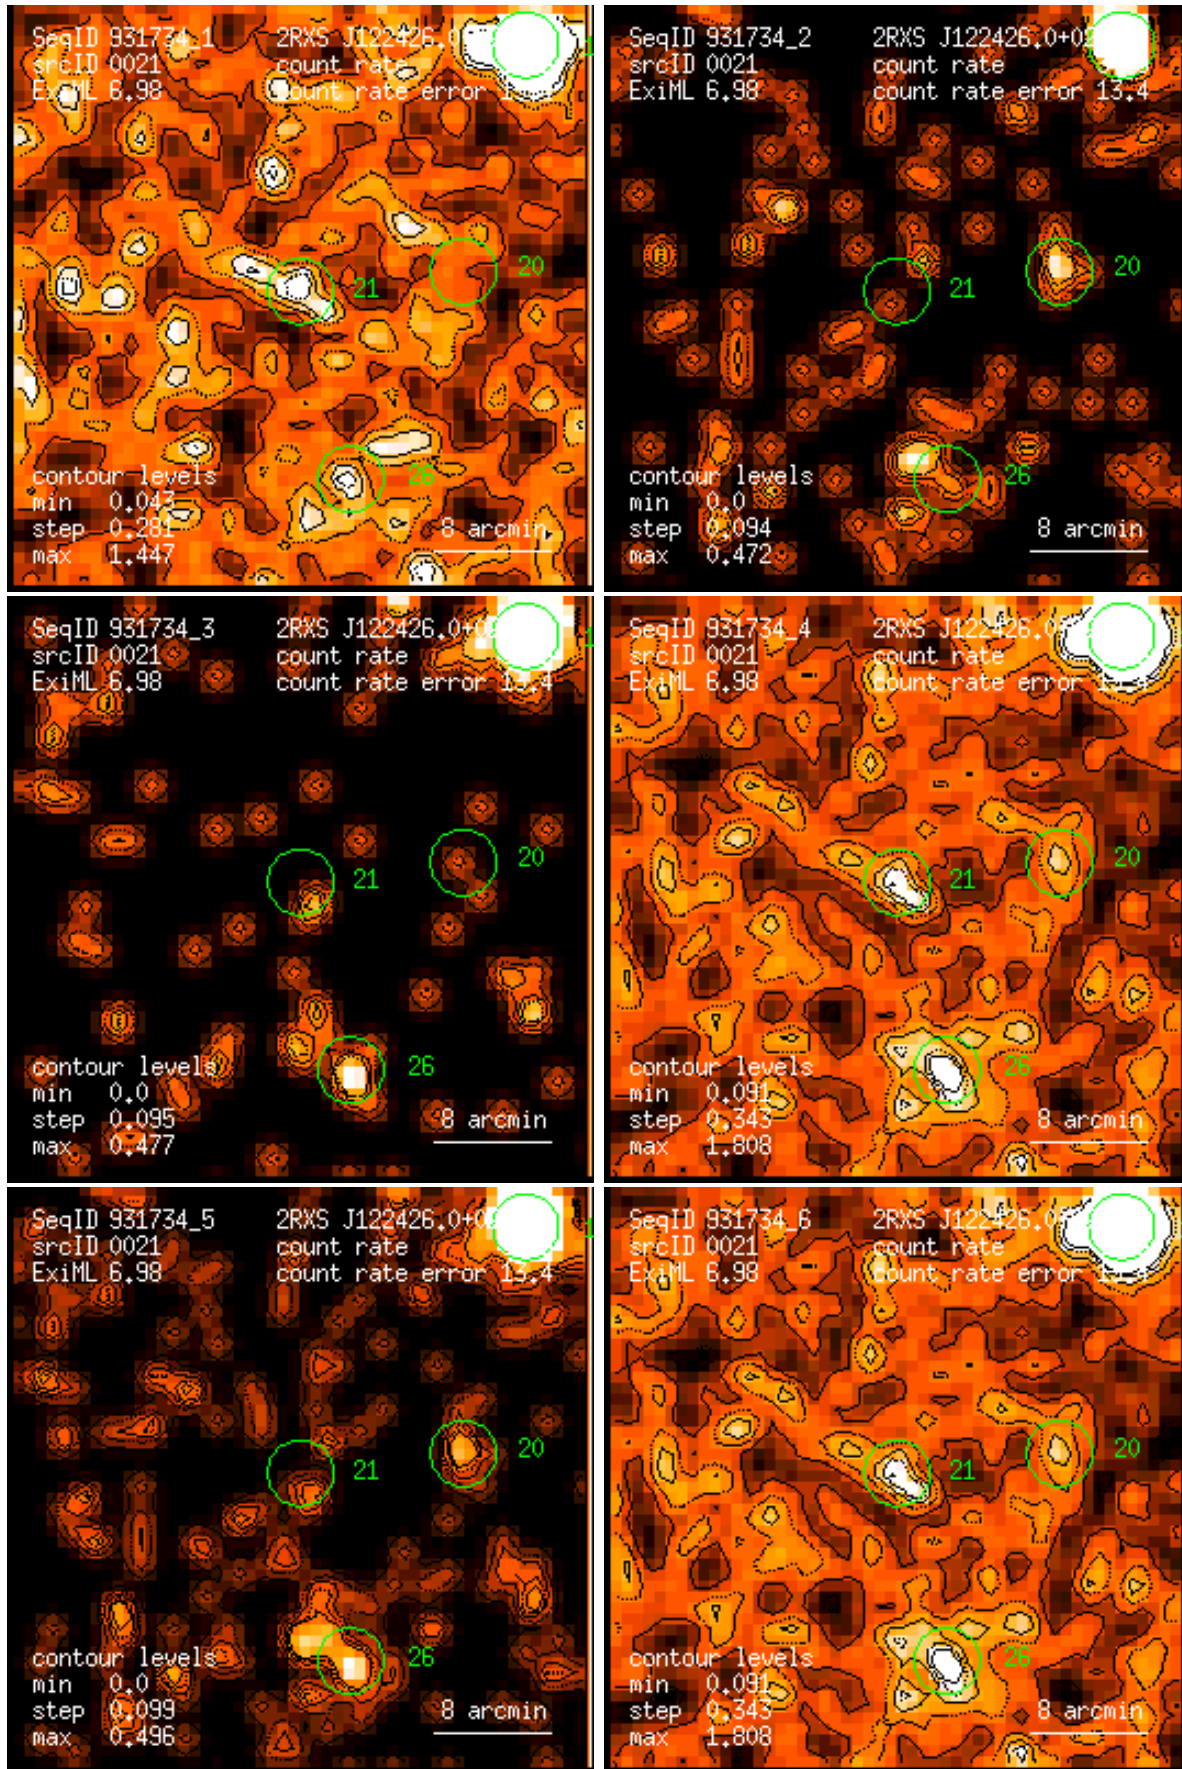 SeqID 931734_1 2RXS J122426.0
srcID 0021 count rate
ExiML 6.98 count rate error
20
21
26
contour levels
min 0.043
step 0.281
max 1.447
8 arcmin
SeqID 931734_2 2RXS J122426.0+0
srcID 0021 count rate
ExiML 6.98 count rate error 13.4
20
21
26
contour levels
min 0.0
step 0.094
max 0.472
8 arcmin
SeqID 931734_3 2RXS J122426.0+0
srcID 0021 count rate
ExiML 6.98 count rate error 13.4
20
21
26
contour levels
min 0.0
step 0.095
max 0.477
8 arcmin
SeqID 931734_4 2RXS J122426.0
srcID 0021 count rate
ExiML 6.98 count rate error
20
21
26
contour levels
min 0.091
step 0.343
max 1.808
8 arcmin
SeqID 931734_5 2RXS J122426.0+0
srcID 0021 count rate
ExiML 6.98 count rate error 13.4
20
21
26
contour levels
min 0.0
step 0.099
max 0.496
8 arcmin
SeqID 931734_6 2RXS J122426.0
srcID 0021 count rate
ExiML 6.98 count rate error
20
21
26
contour levels
min 0.091
step 0.343
max 1.808
8 arcmin